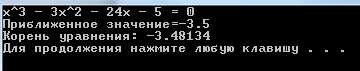 x^3 - 3x^2 - 24x - 5 = 0
Приближенное значение=-3.5
Корень уравнения: -3.48134
Для продолжения нажмите любую клавишу . . .